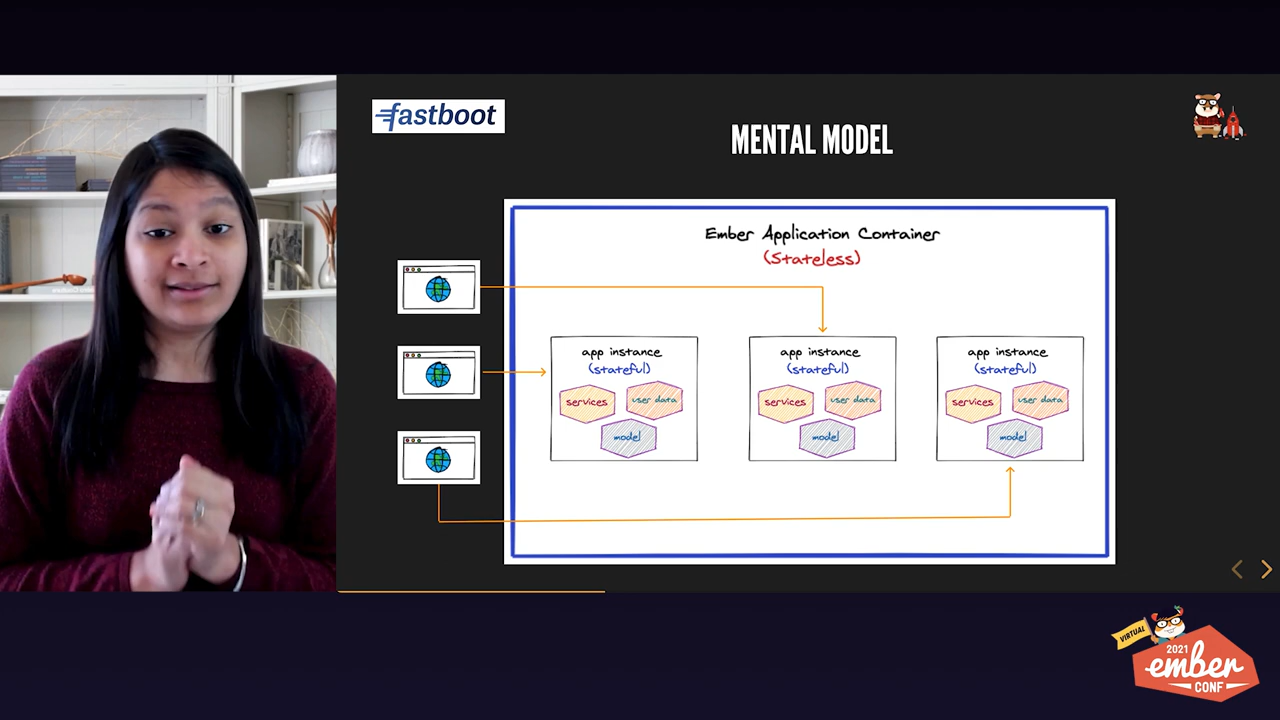 fastboot
MENTAL MODEL
Ember Application Container
(Stateless)
app instance
(stateful)
services
user data
model
app instance
(stateful)
services
user data
model
app instance
(stateful)
services
user data
model
VIRTUAL
2021
ember
CONF